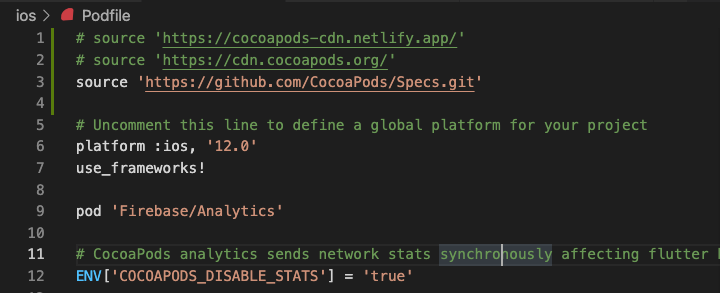 ios > Podfile
1 # source 'https://cocoapods-cdn.netlify.app/'
2 # source 'https://cdn.cocoapods.org/'
3 source 'https://github.com/CocoaPods/Specs.git'
4
5 # Uncomment this line to define a global platform for your project
6 platform :ios, '12.0'
7 use_frameworks!
8
9 pod 'Firebase/Analytics'
10
11 # CocoaPods analytics sends network stats synchronously affecting flutter
12 ENV['COCOAPODS_DISABLE_STATS'] = 'true'